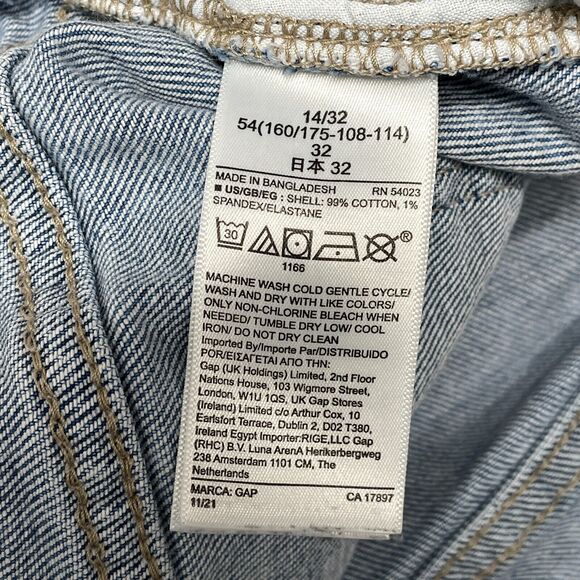 14/32
54(160/175-108-114)
32
日本 32
MADE IN BANGLADESH RN 54023
■ US/GB/EG : SHELL: 99% COTTON, 1%
SPANDEX/ELASTANE
30 ®
1166
MACHINE WASH COLD GENTLE CYCLE/
WASH AND DRY WITH LIKE COLORS/
ONLY NON-CHLORINE BLEACH WHEN
NEEDED/ TUMBLE DRY LOW/ COOL
IRON/ DO NOT DRY CLEAN
Imported By/Importe Par/DISTRIBUIDO
POR/ΕΙΣΑΓΕΤΑΙ ΑΠΟ ΤΗΝ:
Gap (UK Holdings) Limited, 2nd Floor
Nations House, 103 Wigmore Street,
London, W1U 1QS, UK Gap Stores
(Ireland) Limited c/o Arthur Cox, 10
Earlsfort Terrace, Dublin 2, D02 T380,
Ireland Egypt Importer:RIGE,LLC Gap
(RHC) B.V. Luna ArenA Herikerbergweg
238 Amsterdam 1101 CM, The
Netherlands
MARCA: GAP CA 17897
11/21